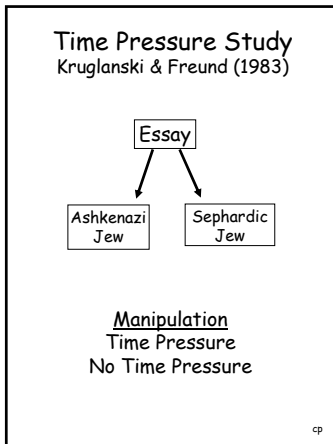 Time Pressure Study
Kruglanski & Freund (1983)
Essay
Ashkenazi
Jew
Sephardic
Jew
Manipulation
Time Pressure
No Time Pressure
cp